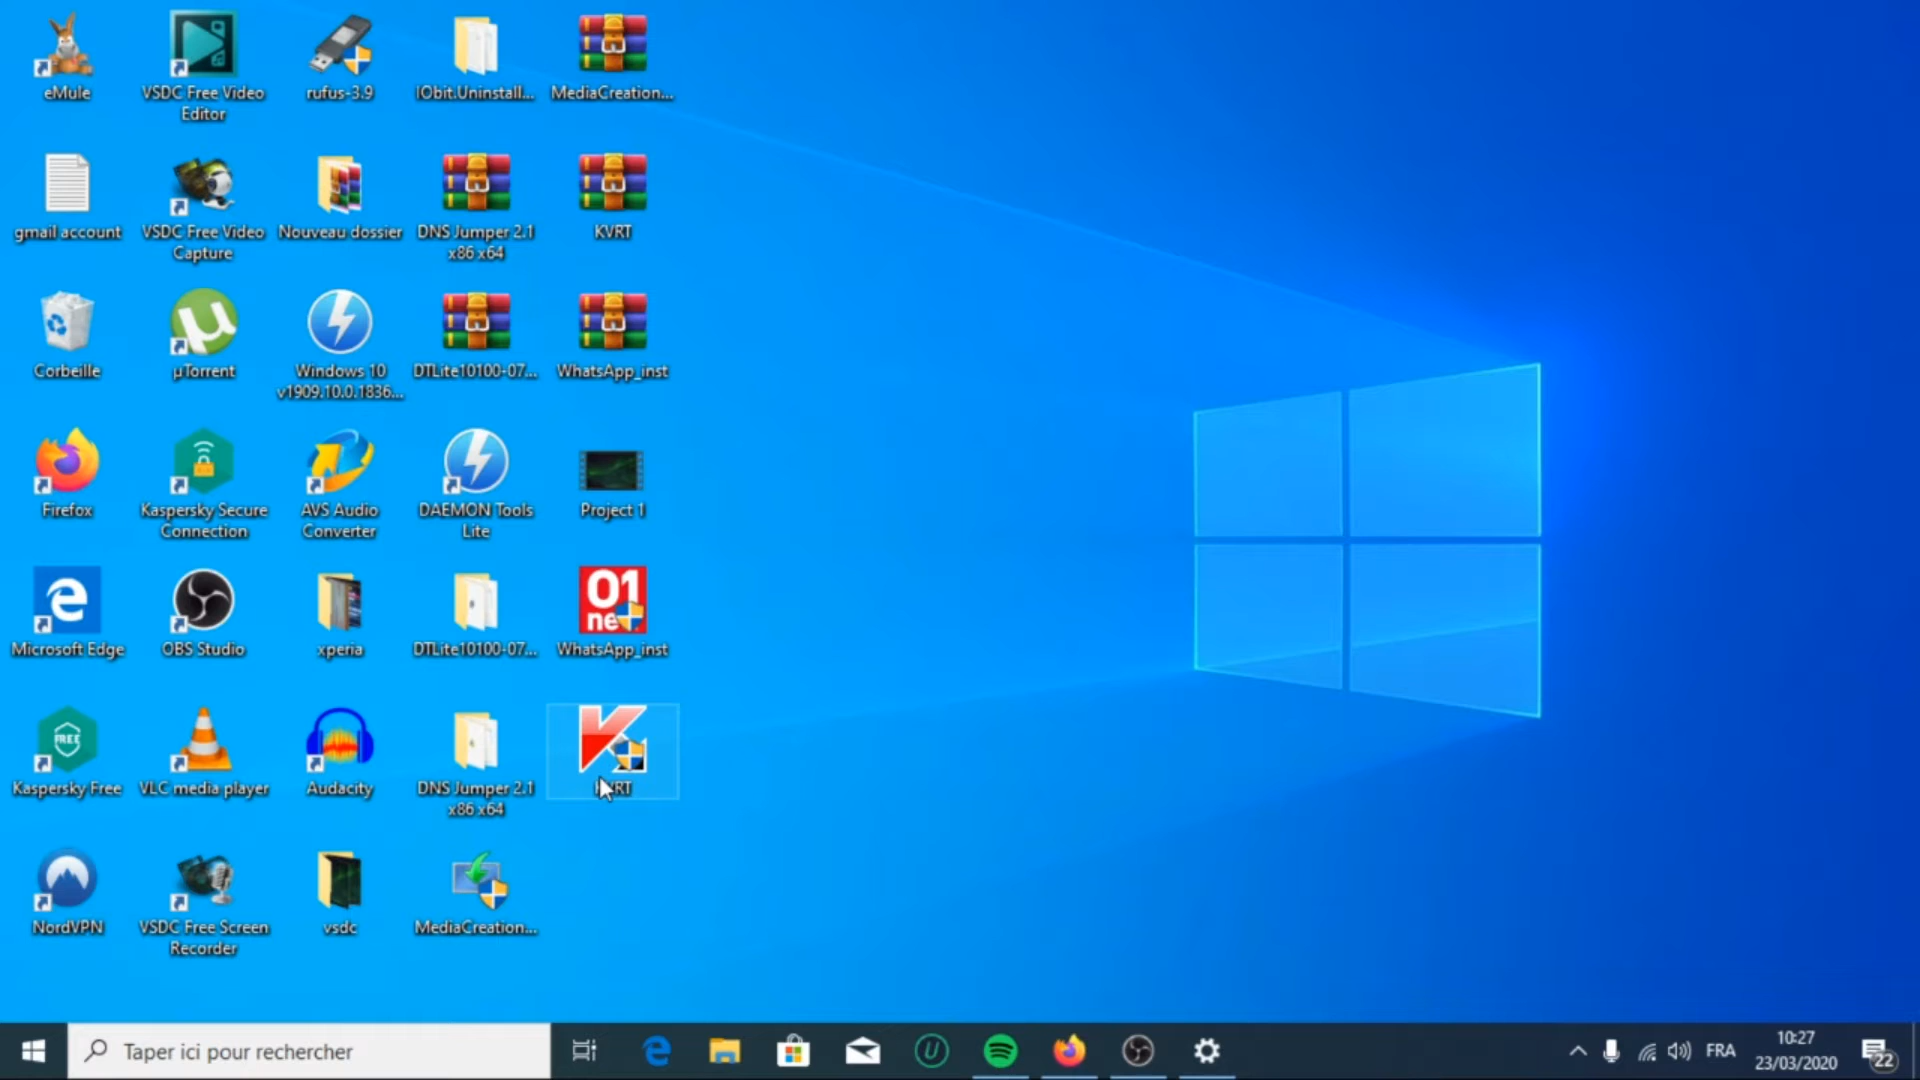 eMule
VSDC Free Video
Editor
rufus-3.9
IObit.Uninstall...
MediaCreation...
gmail account
VSDC Free Video
Capture
Nouveau dossier
DNS Jumper 2.1
x86 x64
KVRT
Corbeille
µTorrent
Windows 10
v1909.10.0.1836...
DTLite10100-07...
WhatsApp_inst
Firefox
Kaspersky Secure
Connection
AVS Audio
Converter
DAEMON Tools
Lite
Project 1
Microsoft Edge
OBS Studio
xperia
DTLite10100-07...
01
ne.
WhatsApp_inst
FREE
Kaspersky Free
VLC media player
Audacity
DNS Jumper 2.1
x86 x64
KVRT
NordVPN
VSDC Free Screen
Recorder
vsdc
MediaCreation...
Taper ici pour rechercher
FRA
10:27
23/03/2020
22